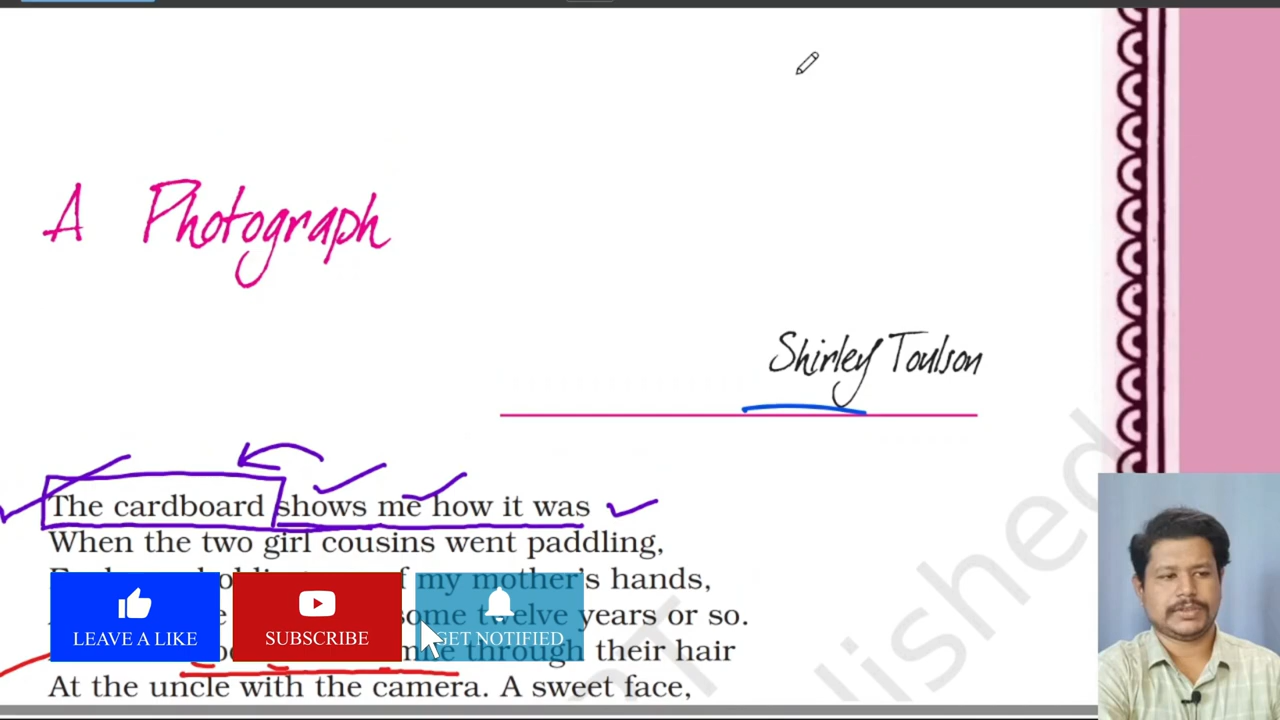 A Photograph
Shirley Toulson
The cardboard shows me how it was
When the two girl cousins went paddling,
of my mother's hands,
some twelve years or so.
through their hair
At the uncle with the camera. A sweet face,
LEAVE A LIKE
SUBSCRIBE
GET NOTIFIED